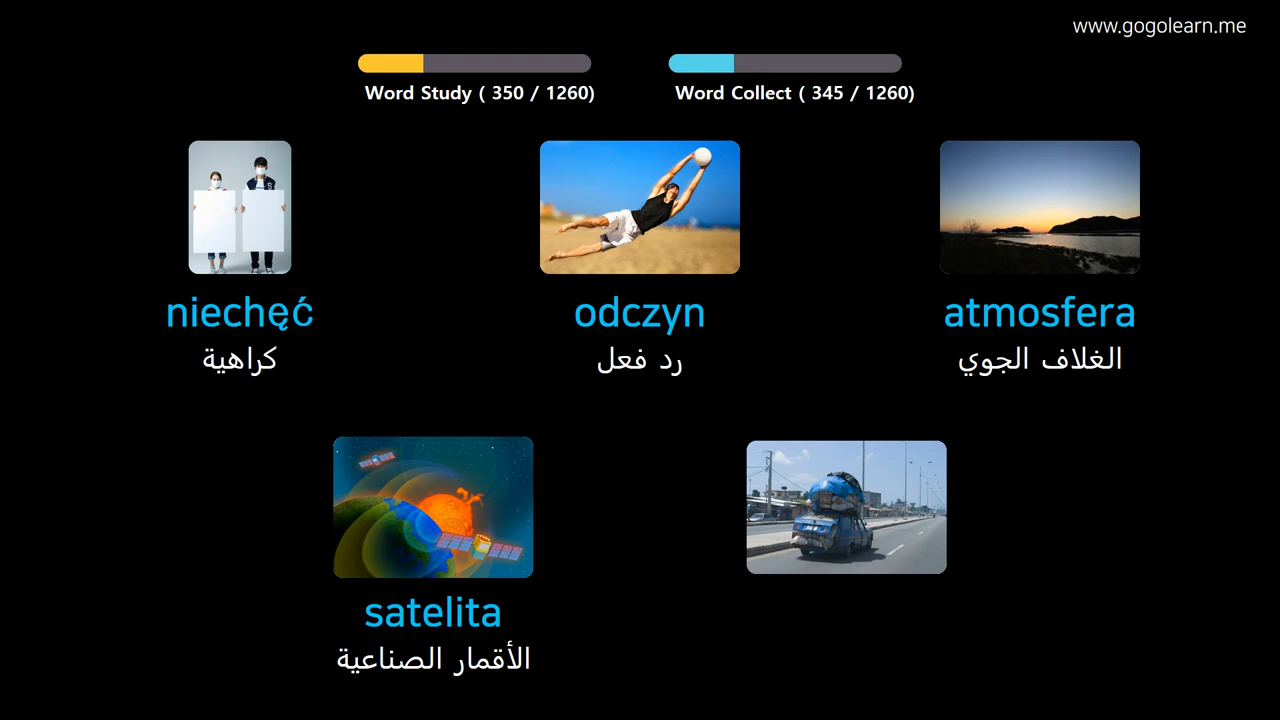 www.gogolearn.me
Word Study ( 350 / 1260)
Word Collect ( 345 / 1260)
niechęć
كراهية
odczyn
رد فعل
atmosfera
الغلاف الجوي
satelita
الأقمار الصناعية